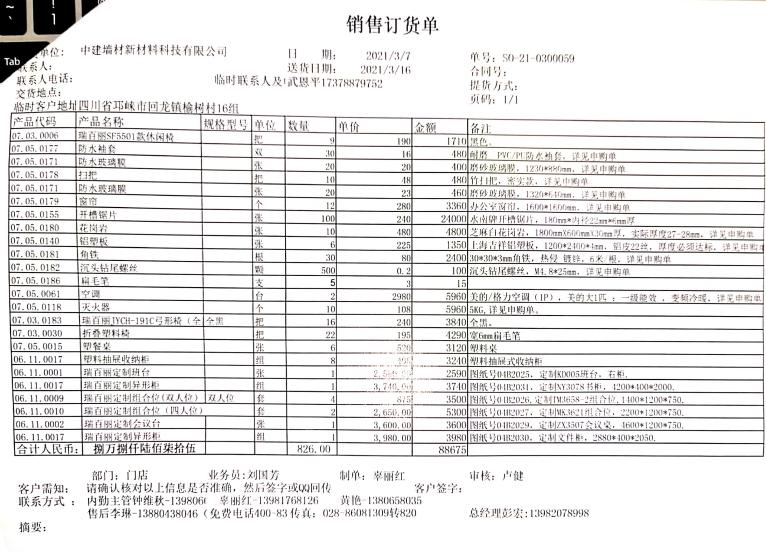 Tab
销售订货单
位: 中建墙材新材料科技有限公司 日 期: 2021/3/7 单号: SO-21-0300059
系人: 送货日期: 2021/3/16 合同号:
联系人电话: 临时联系人及 武恩平17378879752 提货方式:
交货地点: 页码: 1/1
临时客户地址 四川省邛崃市回龙镇榆树村16组
产品代码 产品名称 规格型号 单位 数量 单价 金额 备注
07.03.0006 瑞百丽SF5501款休闲椅 把 9 190 1710 黑色。
07.05.0177 防水袖套 双 30 16 480 耐磨 PVC/PL防水袖套,详见申购单
07.05.0171 防水玻璃膜 张 20 20 400 磨砂玻璃膜,1230*880mm,详见申购单
07.05.0178 扫把 把 10 48 480 竹扫把,密实款,详见申购单
07.05.0171 防水玻璃膜 张 20 23 460 磨砂玻璃膜,1320*640mm,详见申购单
07.05.0179 窗帘 个 12 280 3360 办公室窗帘,1600*1600mm,详见申购单
07.05.0155 开槽锯片 张 100 240 24000 水南牌开槽锯片,180mm*内径22mm*6mm厚
07.05.0180 花岗岩 张 10 480 4800 芝麻白花岗岩,1800mmX600mmX30mm厚,实际厚度27-28mm,详见申购单
07.05.0140 铝塑板 张 6 225 1350 上海吉祥铝塑板,1200*2400*4mm,铝皮22丝,厚度必须达标,详见申购单
07.05.0181 角铁 根 30 80 2400 30*30*3mm角铁,热侵 镀锌,6米/根,详见申购单
07.05.0182 沉头钻尾螺丝 颗 500 0.2 100 沉头钻尾螺丝,M4.8*25mm,详见申购单
07.05.0186 扁毛笔 支 5 3 15
07.05.0061 空调 台 2 2980 5960 美的/格力空调(1P),美的大1匹:一级能效,变频冷暖,详见申购单
07.05.0118 灭火器 个 10 108 5960 5KG,详见申购单。
07.03.0183 瑞百丽JYCH-191C弓形椅(全 全黑 把 16 240 3840 全黑。
07.03.0030 折叠塑料椅 把 22 195 4290 宽6mm扁毛笔
07.05.0015 塑餐桌 张 6 520 3120 塑料桌
06.11.0017 塑料抽屉收纳柜 组 8 3240 塑料抽屉式收纳柜
06.11.0001 瑞百丽定制班台 张 1 2590 图纸号04B2025,定制KD005班台,右柜.
06.11.0017 瑞百丽定制异形柜 组 1 3,740.00 3740 图纸号04B2031,定制NY3078书柜,4200*400*2000.
06.11.0009 瑞百丽定制组合位(双人位) 双人位 套 4 875 3500 图纸号04B2026,定制IM3658-2组合位,1400*1200*750.
06.11.0010 瑞百丽定制组合位(四人位) 套 2 2,650.00 5300 图纸号04B2027,定制MK3621组合位,2200*1200*750.
06.11.0002 瑞百丽定制会议台 张 1 3,600.00 3600 图纸号04B2029,定制ZX3507会议桌,4600*1200*750.
06.11.0017 瑞百丽定制异形柜 组 1 3,980.00 3980 图纸号04B2030,定制文件柜,2880*400*2050.
合计人民币: 捌万捌仟陆佰柒拾伍 826.00 88675
部门: 门店 业务员: 刘国芳 制单: 辜丽红 审核: 卢健
客户需知: 请确认核对以上信息是否准确,然后签字或QQ回传 客户签字:
联系方式: 内勤主管钟维秋-139806 辜丽红-13981768126 黄艳-1380658035
售后李琳-13880438046 (免费电话400-83 传真: 028-86081309转820 总经理彭宏: 13982078998
摘要: